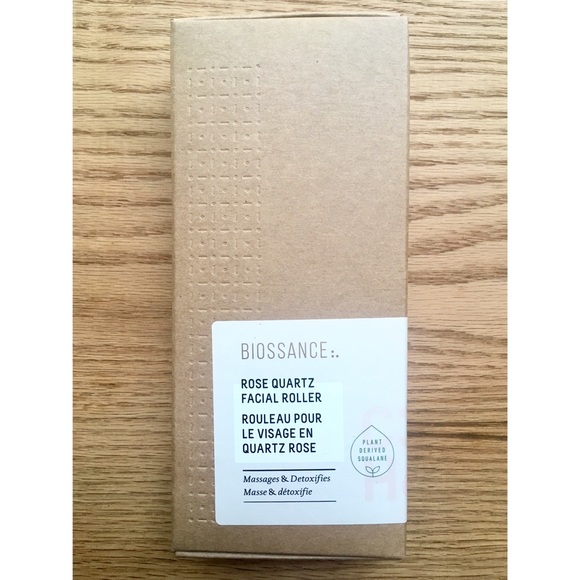 BIOSSANCE:.
ROSE QUARTZ
FACIAL ROLLER
ROULEAU POUR
LE VISAGE EN
QUARTZ ROSE
Massages & Detoxifies
Masse & détoxifie
PLANT
DERIVED
SQUALANE